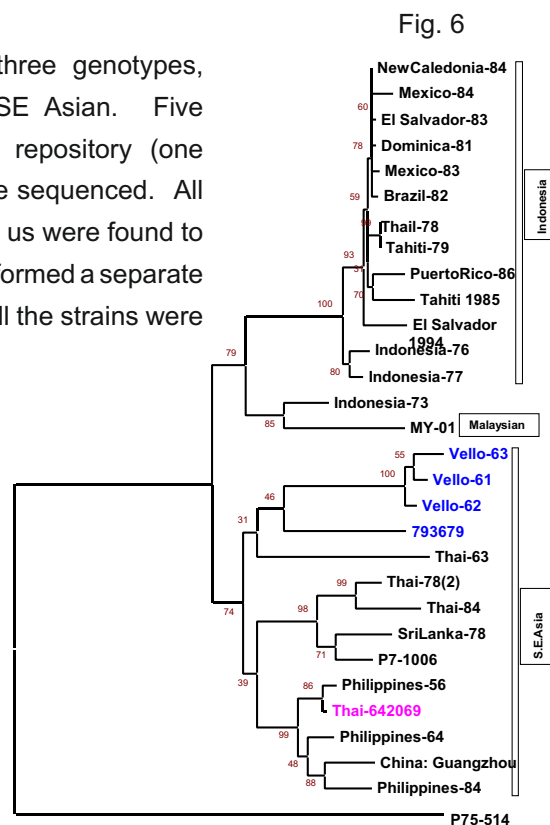 Fig. 6
three genotypes,
SE Asian. Five
repository (one
e sequenced. All
us were found to
formed a separate
ll the strains were
NewCaledonia-84
Mexico-84
60
El Salvador-83
78
Dominica-81
Mexico-83
59
Brazil-82
Thail-78
Tahiti-79
93
PuertoRico-86
70
Tahiti 1985
100
El Salvador
1994
Indonesia-76
79
80
Indonesia-77
Indonesia
Indonesia-73
85
MY-01
Malaysian
55
Vello-63
100
Vello-61
46
Vello-62
31
793679
Thai-63
99
Thai-78(2)
74
98
Thai-84
SriLanka-78
71
P7-1006
39
86
Philippines-56
Thai-642069
99
Philippines-64
48
China: Guangzhou
88
Philippines-84
S.E.Asia
P75-514